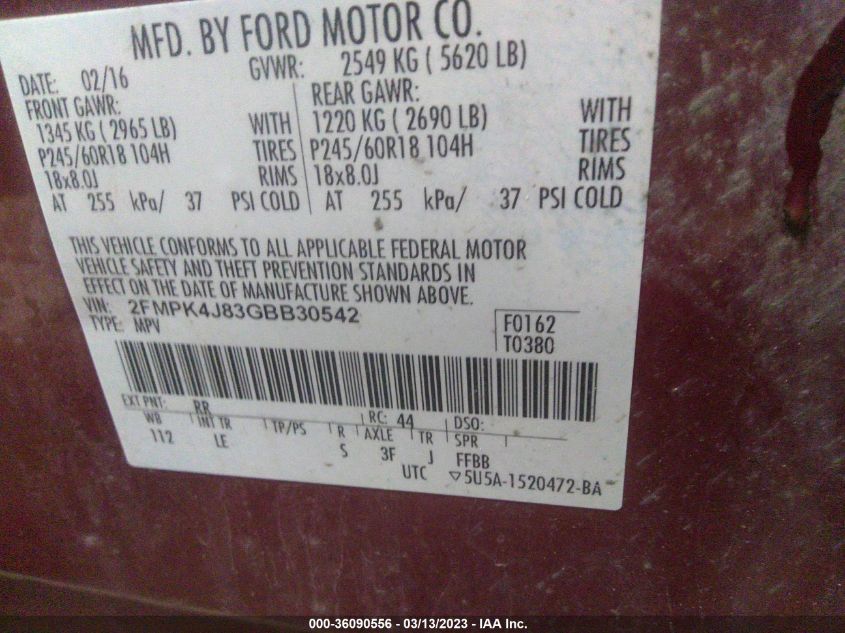 MFD. BY FORD MOTOR CO.
DATE: 02/16 GVWR: 2549 KG ( 5620 LB)
FRONT GAWR: REAR GAWR:
1345 KG ( 2965 LB) WITH 1220 KG ( 2690 LB) WITH
P245/60R18 104H TIRES P245/60R18 104H TIRES
18x8.0J RIMS 18x8.0J RIMS
AT 255 kPa/ 37 PSI COLD AT 255 kPa/ 37 PSI COLD
THIS VEHICLE CONFORMS TO ALL APPLICABLE FEDERAL MOTOR
VEHICLE SAFETY AND THEFT PREVENTION STANDARDS IN
EFFECT ON THE DATE OF MANUFACTURE SHOWN ABOVE.
VIN: 2FMPK4J83GBB30542
TYPE: MPV
F0162
T0380
EXT PNT: RR RC: 44 DSO:
WB INT TR TP/PS R AXLE TR SPR
112 LE S 3F J FFBB
UTC ▽5U5A-1520472-BA
000-36090556 - 03/13/2023 - IAA Inc.